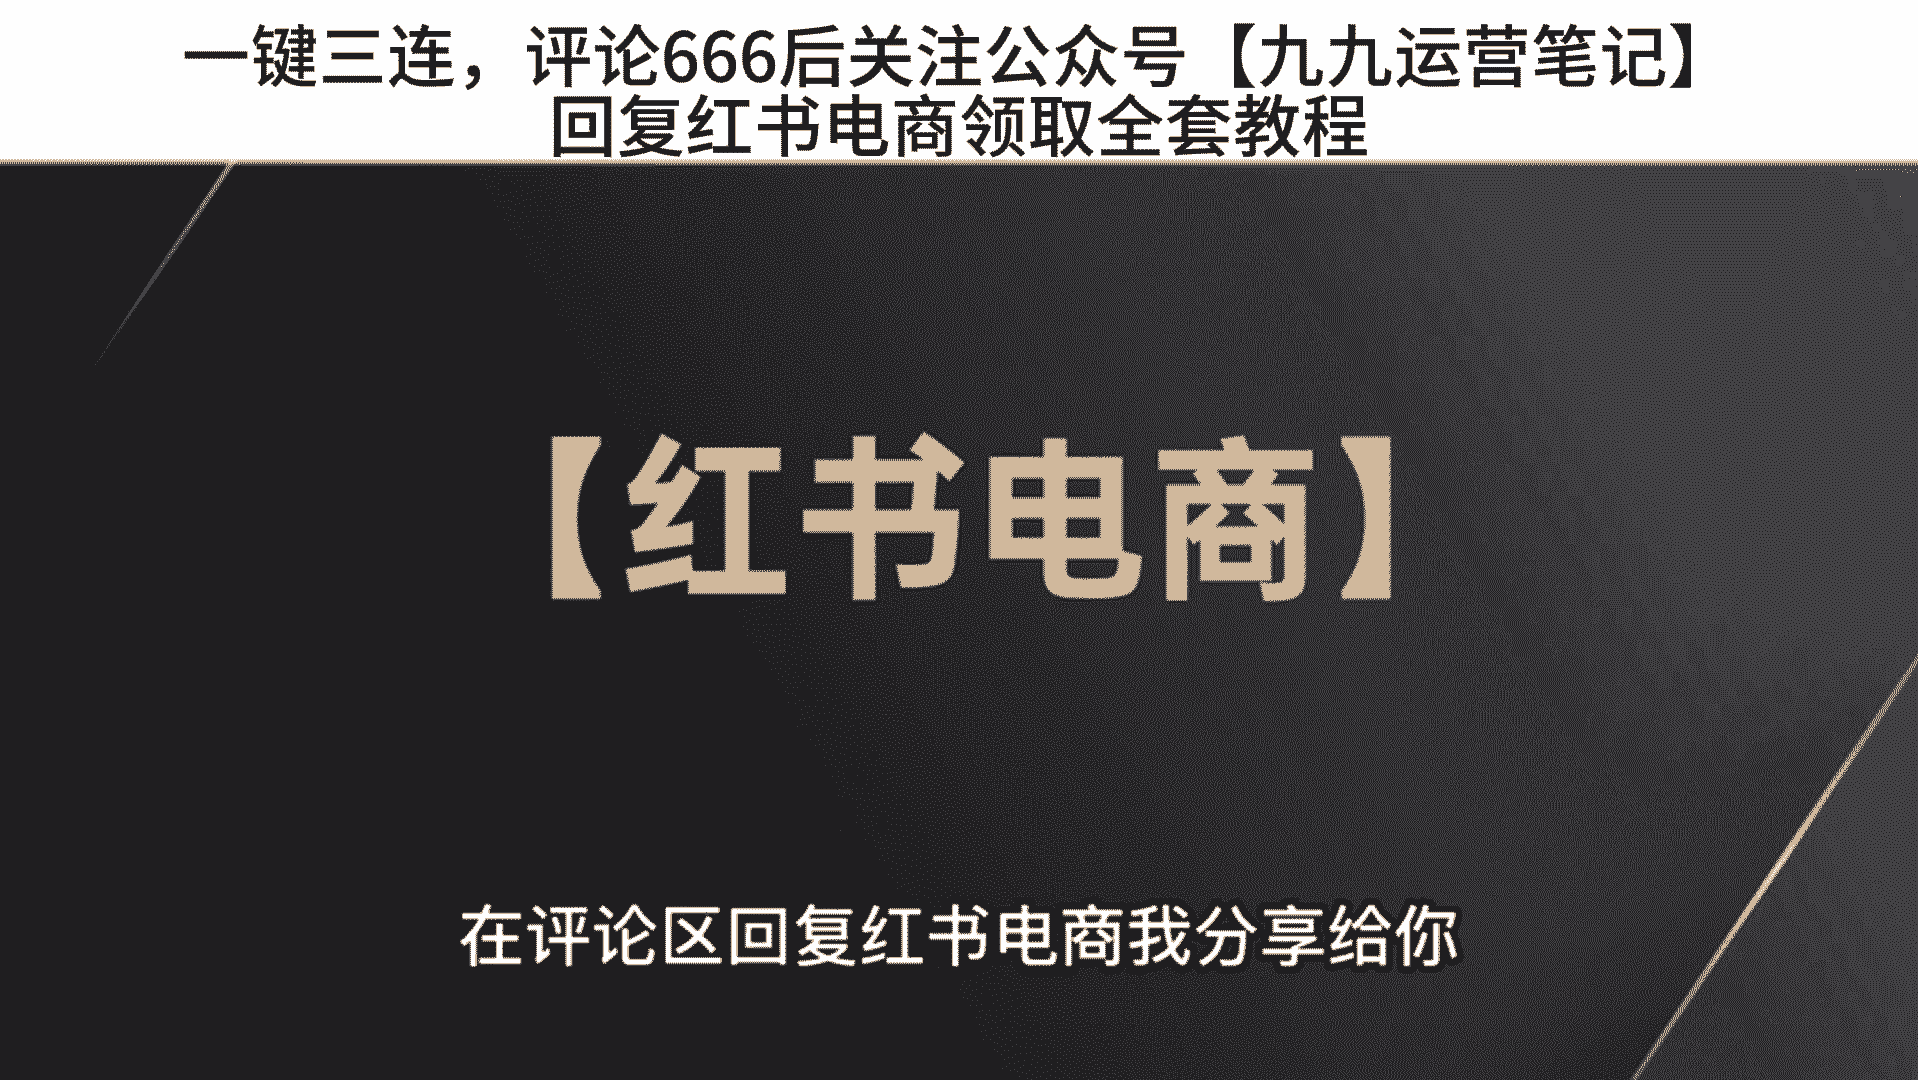 一键三连，评论666后关注公众号【九九运营笔记】
回复红书电商领取全套教程
【红书电商】
在评论区回复红书电商我分享给你